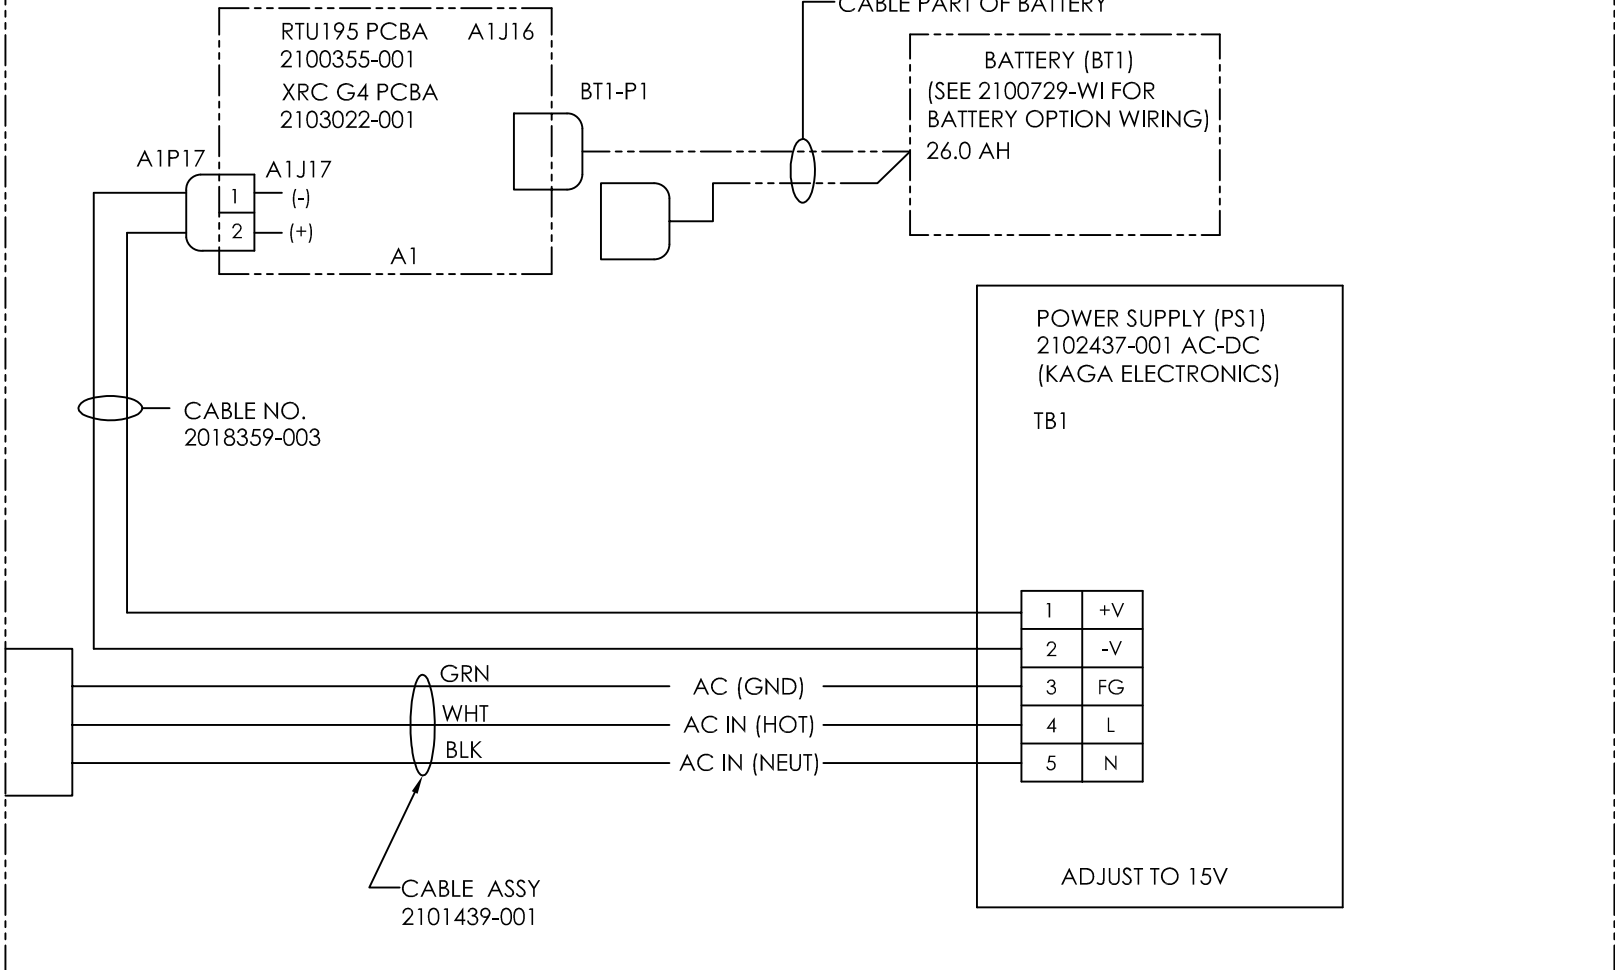 CABLE PART OF BATTERY
RTU195 PCBA
2100355-001
XRC G4 PCBA
2103022-001
A1J16
BT1-P1
BATTERY (BT1)
(SEE 2100729-WI FOR
BATTERY OPTION WIRING)
26.0 AH
A1P17
A1J17
1 (-)
2 (+)
A1
POWER SUPPLY (PS1)
2102437-001 AC-DC
(KAGA ELECTRONICS)
TB1
CABLE NO.
2018359-003
1 +V
2 -V
GRN AC (GND) 3 FG
WHT AC IN (HOT) 4 L
BLK AC IN (NEUT) 5 N
ADJUST TO 15V
CABLE ASSY
2101439-001